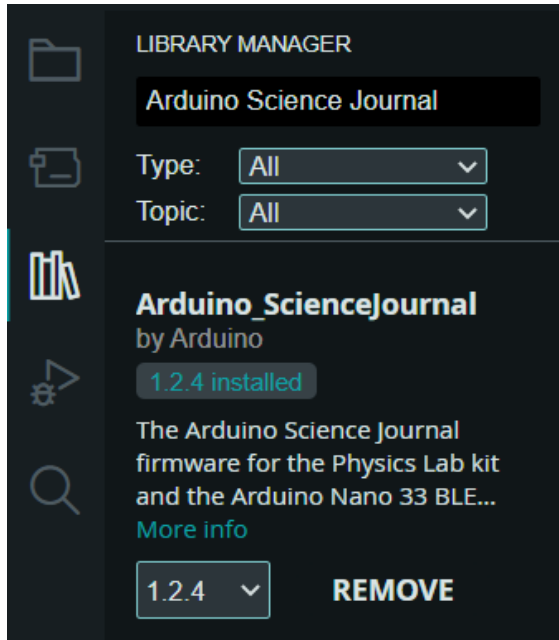 LIBRARY MANAGER
Arduino Science Journal
Type: All
Topic: All
Arduino_ScienceJournal
by Arduino
1.2.4 installed
The Arduino Science Journal
firmware for the Physics Lab kit
and the Arduino Nano 33 BLE...
More info
1.2.4 REMOVE